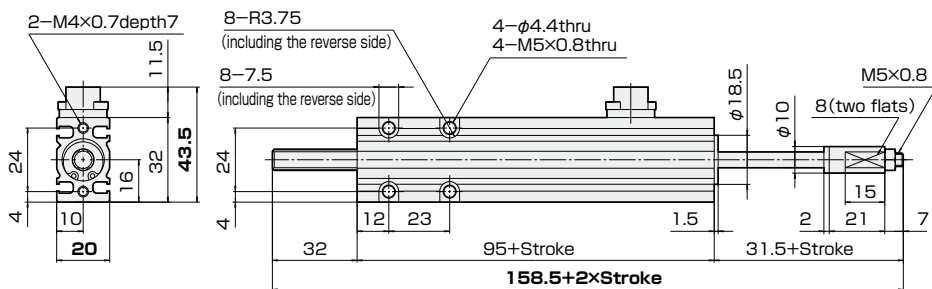 2−M4×0.7depth7
8−R3.75
(including the reverse side)
8−7.5
(including the reverse side)
4−φ4.4thru
4−M5×0.8thru
M5×0.8
8(two flats)
11.5
43.5
32
24
16
4
10
20
24
4
12
23
φ18.5
φ10
15
1.5
2
21
7
32
95+Stroke
31.5+Stroke
158.5+2×Stroke